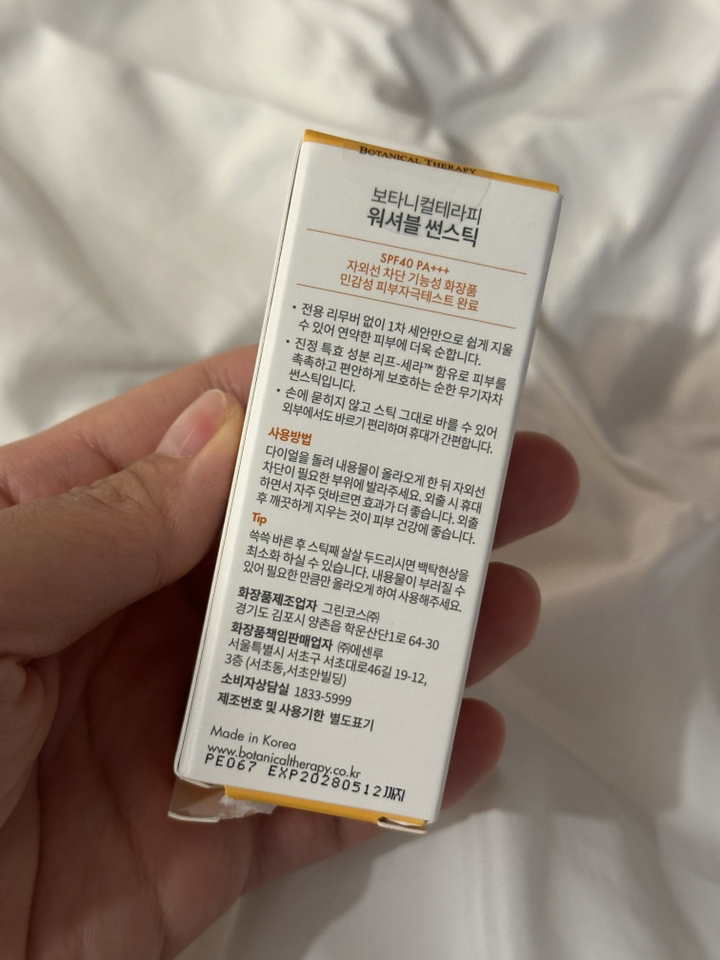 BOTANICAL THERAPY
보타니컬테라피
워셔블 썬스틱
SPF40 PA+++
자외선 차단 기능성 화장품
민감성 피부자극테스트 완료
• 전용 리무버 없이 1차 세안만으로 쉽게 지울
수 있어 연약한 피부에 더욱 순합니다.
• 진정 특효 성분 리프-세라™ 함유로 피부를
촉촉하고 편안하게 보호하는 순한 무기자차
썬스틱입니다.
• 손에 묻히지 않고 스틱 그대로 바를 수 있어
외부에서도 바르기 편리하며 휴대가 간편합니다.
사용방법
다이얼을 돌려 내용물이 올라오게 한 뒤 자외선
차단이 필요한 부위에 발라주세요. 외출 시 휴대
하면서 자주 덧바르면 효과가 더 좋습니다. 외출
후 깨끗하게 지우는 것이 피부 건강에 좋습니다.
Tip
쓱쓱 바른 후 스틱째 살살 두드리시면 백탁현상을
최소화 하실 수 있습니다. 내용물이 부러질 수
있어 필요한 만큼만 올라오게 하여 사용해주세요.
화장품제조업자 그린코스㈜
경기도 김포시 양촌읍 학운산단1로 64-30
화장품책임판매업자 ㈜에센루
서울특별시 서초구 서초대로46길 19-12,
3층 (서초동,서초안빌딩)
소비자상담실 1833-5999
제조번호 및 사용기한 별도표기
Made in Korea
www.botanicaltherapy.co.kr
PE067 EXP20280512까지